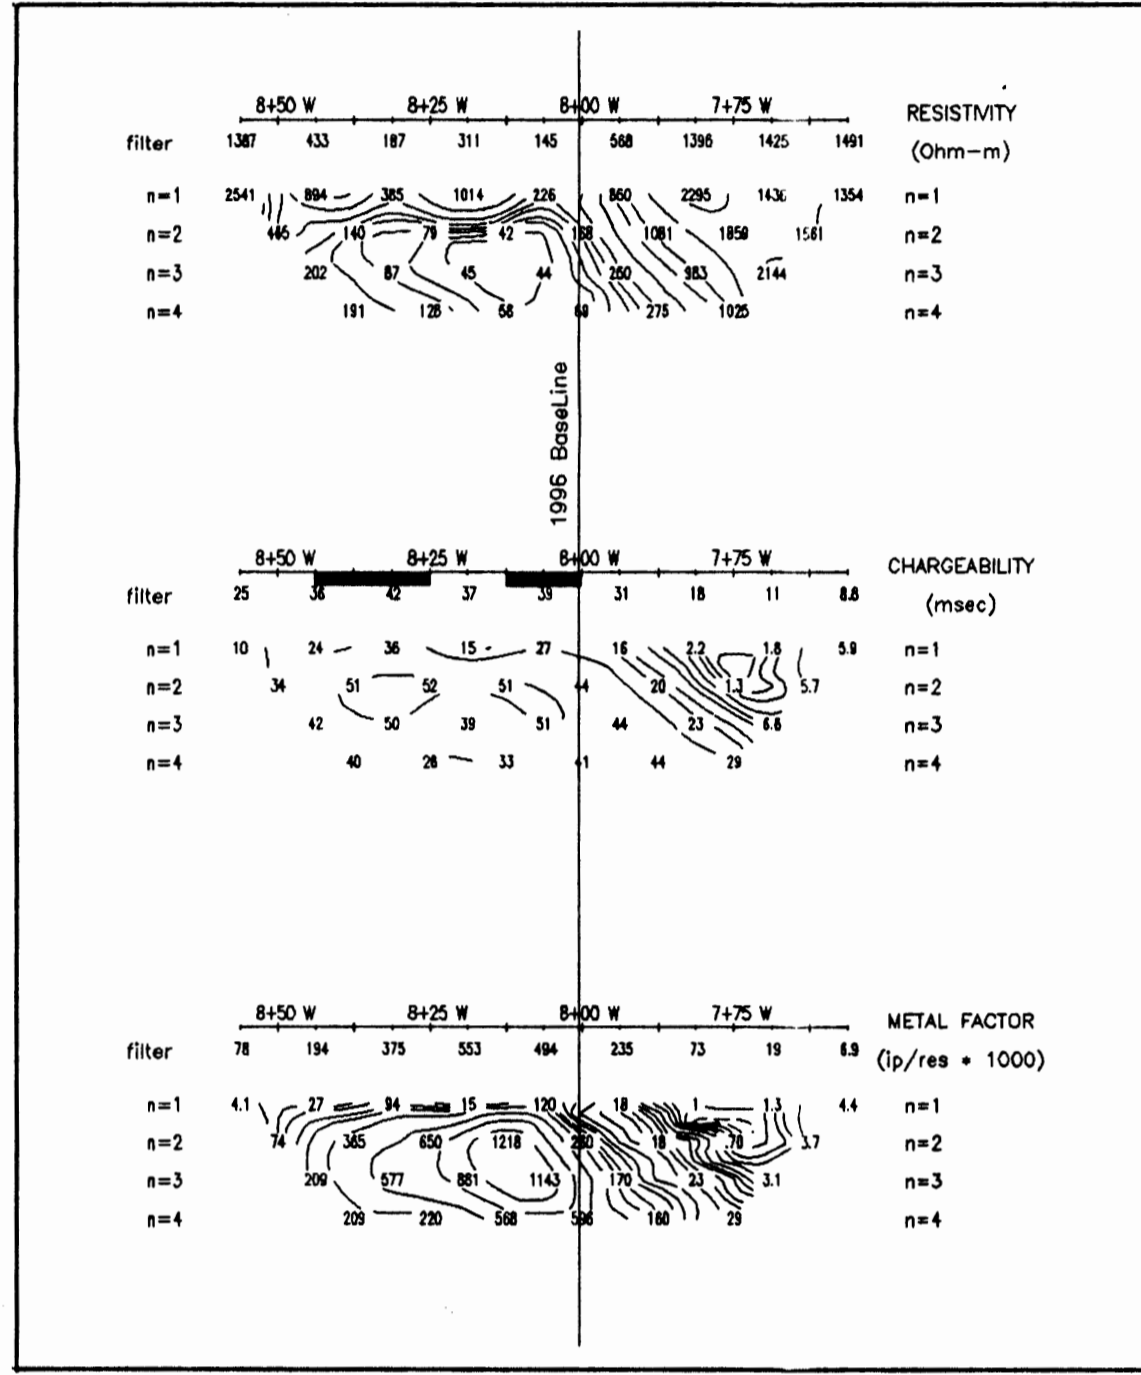 8+50 W 8+25 W 8+00 W 7+75 W RESISTIVITY
filter 1387 433 187 311 145 568 1396 1425 1491 (Ohm-m)
n=1 2541 894 385 1014 226 860 2295 1436 1354 n=1
n=2 445 140 79 42 168 1081 1859 1561 n=2
n=3 202 87 45 44 260 983 2144 n=3
n=4 191 128 68 69 275 1025 n=4
1996 BaseLine
8+50 W 8+25 W 8+00 W 7+75 W CHARGEABILITY
filter 25 36 42 37 39 31 18 11 8.8 (msec)
n=1 10 24 36 15 27 16 2.2 1.8 5.9 n=1
n=2 34 51 52 51 44 20 1.3 5.7 n=2
n=3 42 50 39 51 44 23 6.6 n=3
n=4 40 28 33 41 44 29 n=4
8+50 W 8+25 W 8+00 W 7+75 W METAL FACTOR
filter 78 194 375 553 494 235 73 19 6.9 (ip/res * 1000)
n=1 4.1 27 94 15 120 18 1 1.3 4.4 n=1
n=2 74 365 650 1218 260 18 .70 3.7 n=2
n=3 209 577 881 1143 170 23 3.1 n=3
n=4 209 220 568 596 160 29 n=4